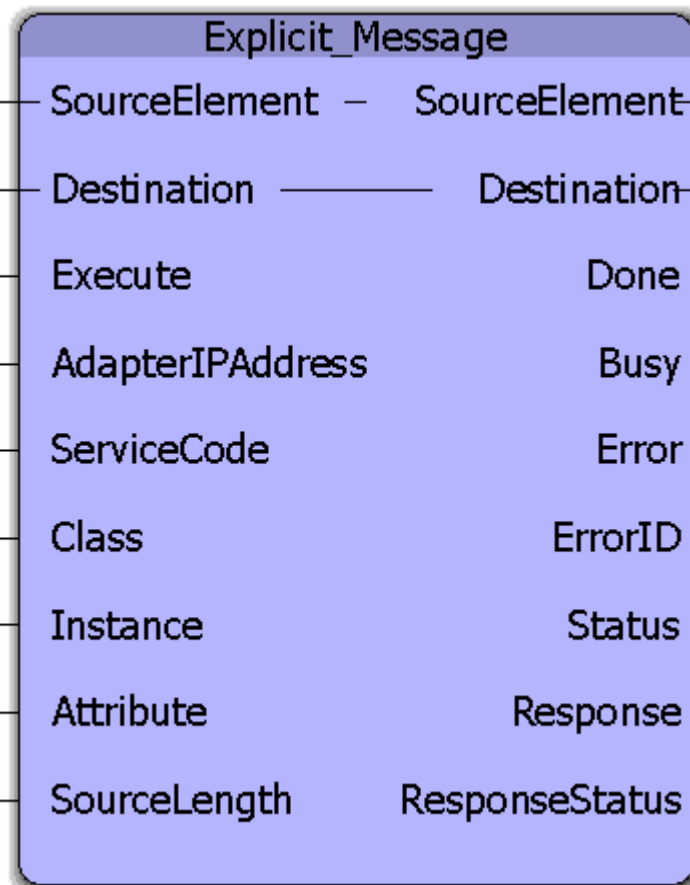 Explicit_Message
SourceElement SourceElement
Destination Destination
Execute Done
AdapterIPAddress Busy
ServiceCode Error
Class ErrorID
Instance Status
Attribute Response
SourceLength ResponseStatus